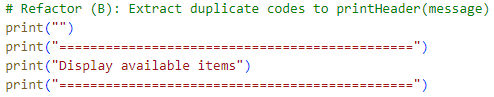 # Refactor (B): Extract duplicate codes to printHeader(message)
print("")
print("==============================================")
print("Display available items")
print("==============================================")